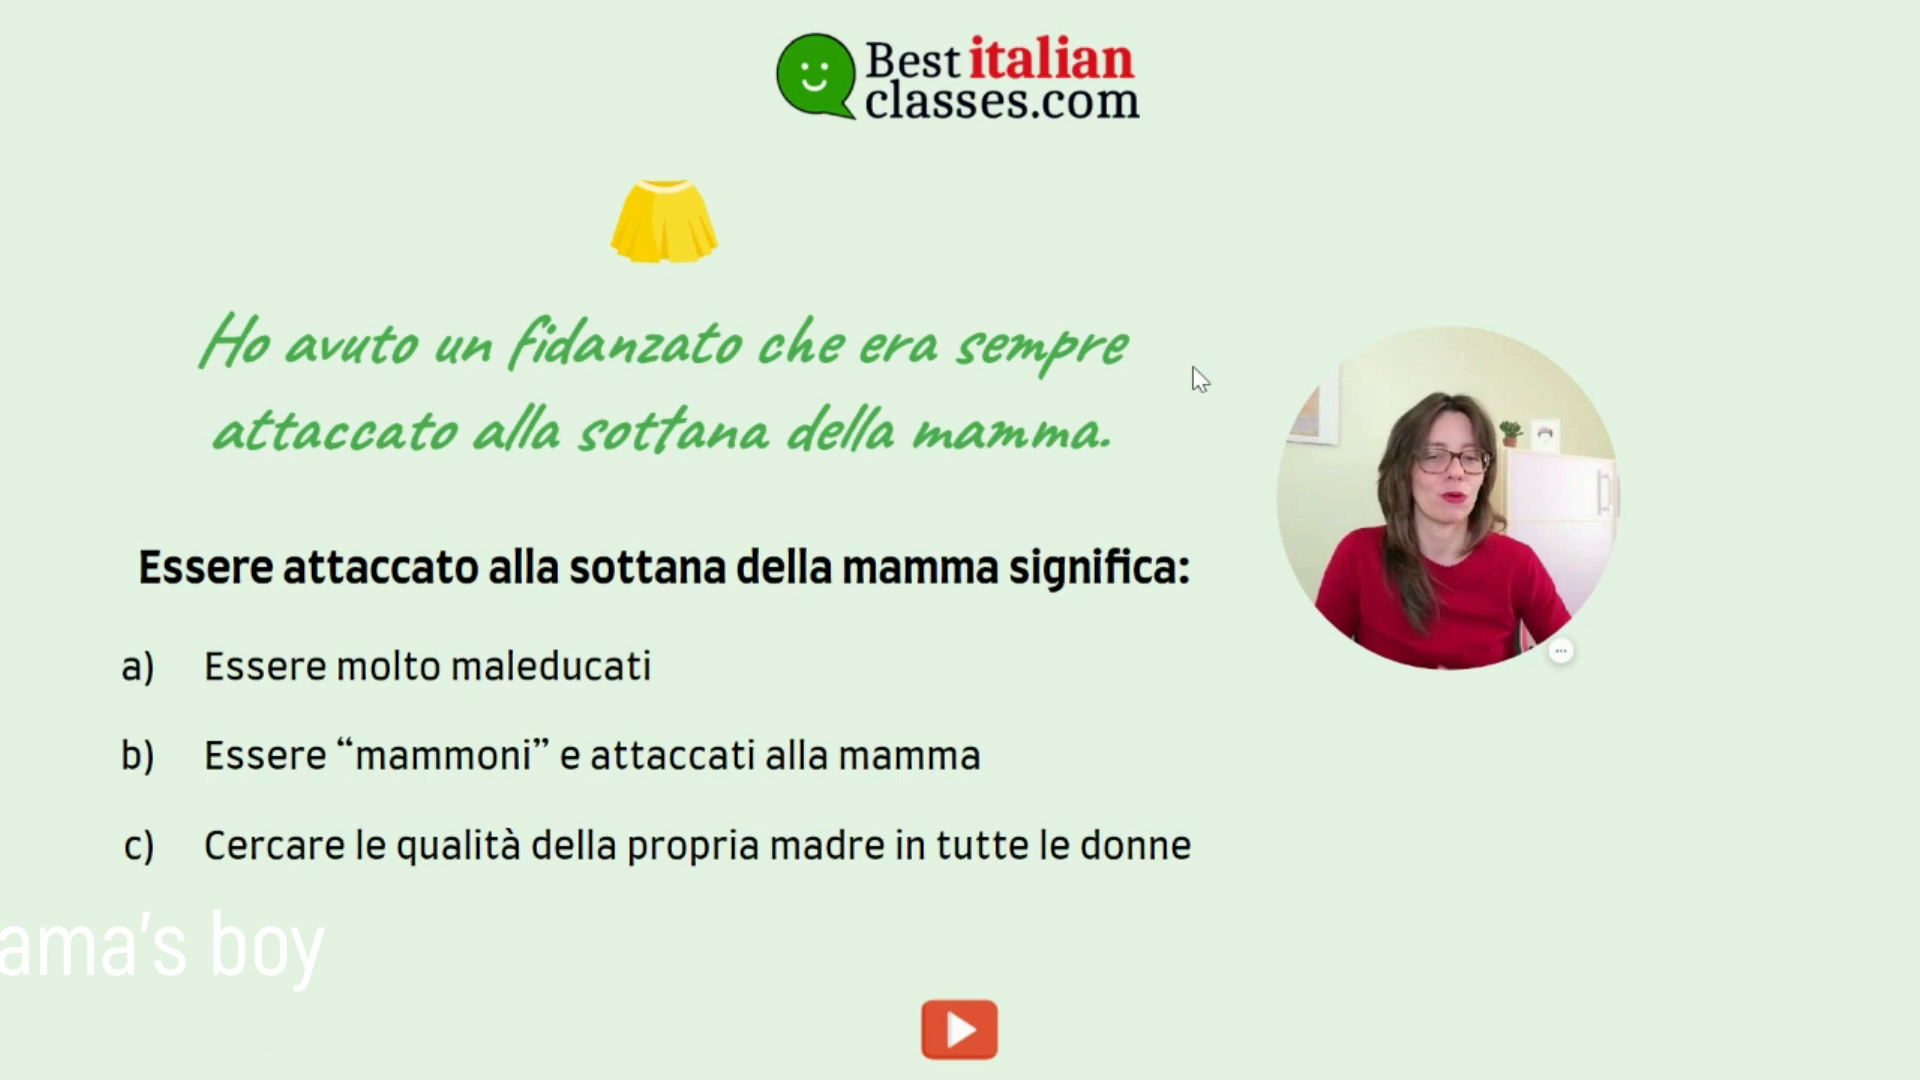 Best italian
classes.com
Ho avuto un fidanzato che era sempre
attaccato alla sottana della mamma.
Essere attaccato alla sottana della mamma significa:
a) Essere molto maleducati
b) Essere “mammoni” e attaccati alla mamma
c) Cercare le qualità della propria madre in tutte le donne
ama's boy